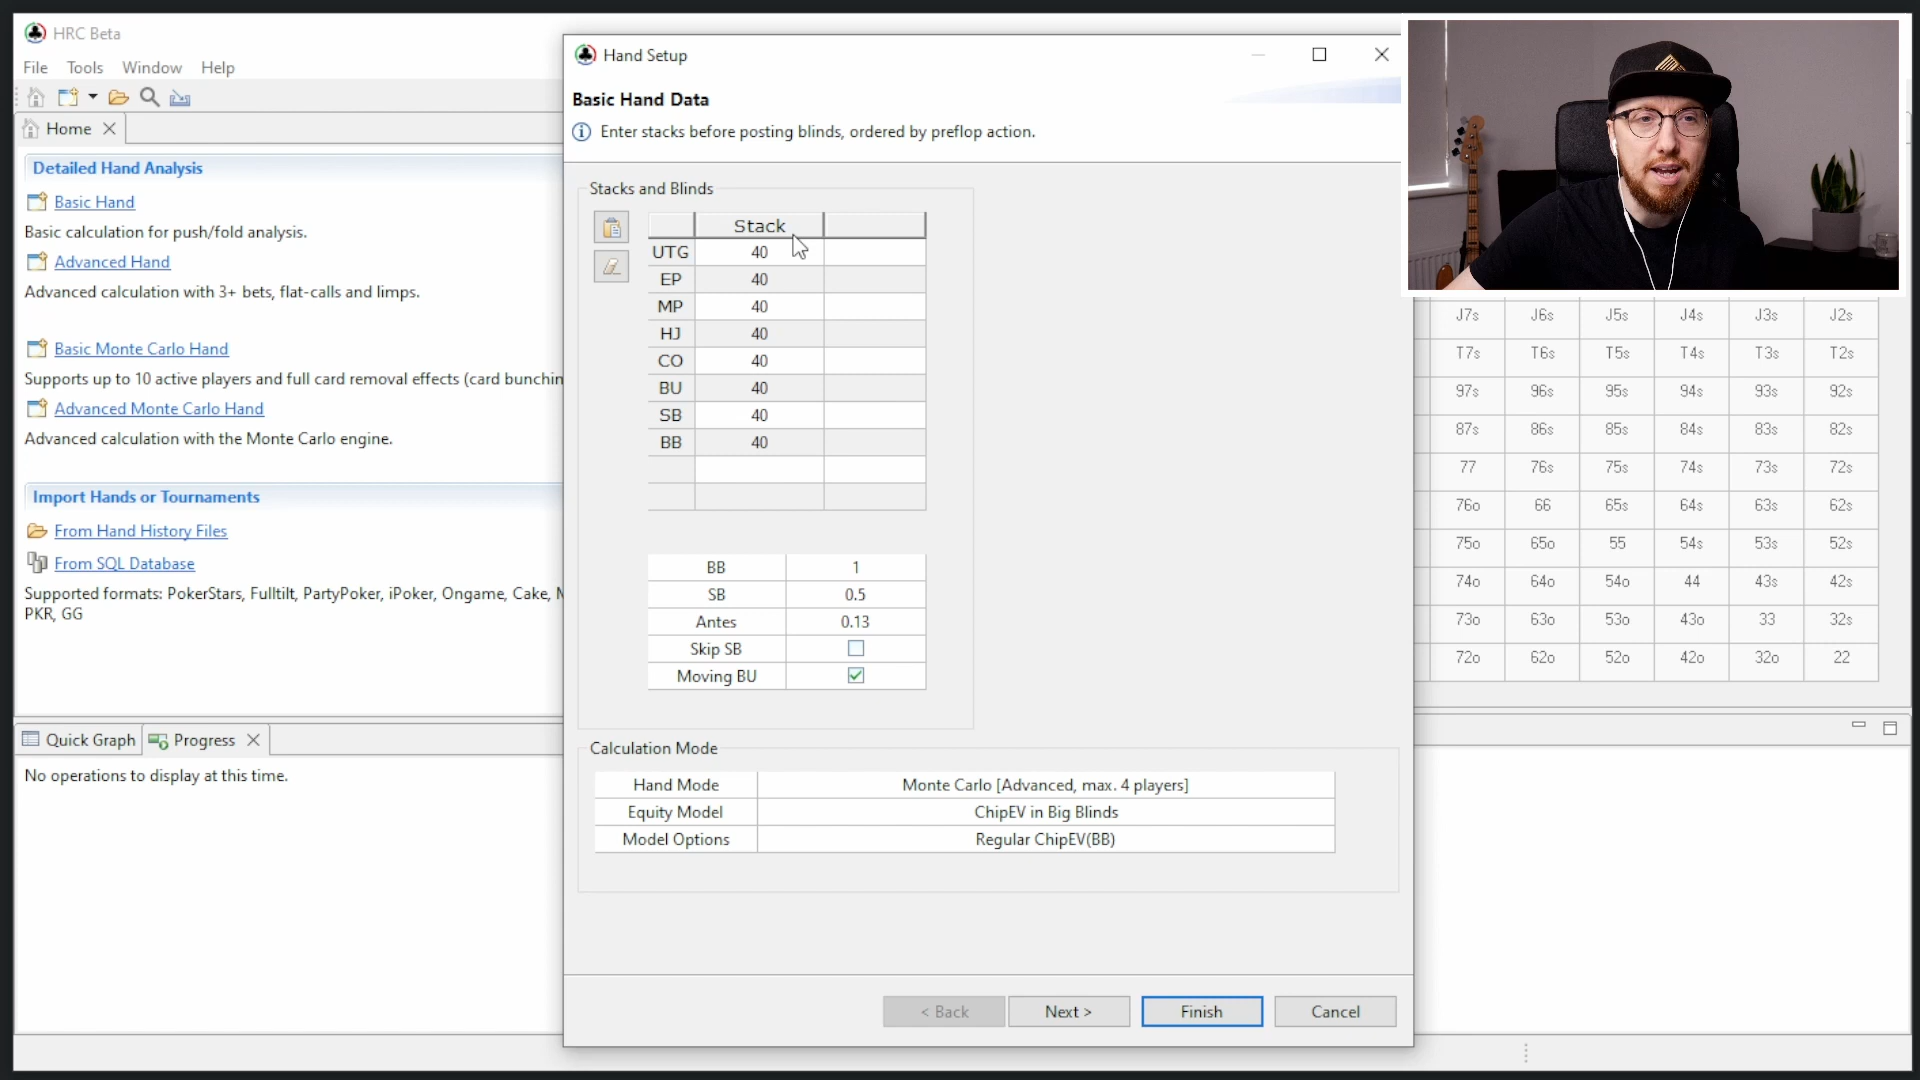 HRC Beta
File Tools Window Help
Home
Detailed Hand Analysis
Basic Hand
Basic calculation for push/fold analysis.
Advanced Hand
Advanced calculation with 3+ bets, flat-calls and limps.
Basic Monte Carlo Hand
Supports up to 10 active players and full card removal effects (card bunchin
Advanced Monte Carlo Hand
Advanced calculation with the Monte Carlo engine.
Import Hands or Tournaments
From Hand History Files
From SQL Database
Supported formats: PokerStars, Fulltilt, PartyPoker, iPoker, Ongame, Cake,
PKR, GG
Quick Graph Progress
No operations to display at this time.
Hand Setup
Basic Hand Data
Enter stacks before posting blinds, ordered by preflop action.
Stacks and Blinds
Stack
UTG 40
EP 40
MP 40
HJ 40
CO 40
BU 40
SB 40
BB 40
BB 1
SB 0.5
Antes 0.13
Skip SB
Moving BU
Calculation Mode
Hand Mode Monte Carlo [Advanced, max. 4 players]
Equity Model ChipEV in Big Blinds
Model Options Regular ChipEV(BB)
< Back Next > Finish Cancel
J7s J6s J5s J4s J3s J2s
T7s T6s T5s T4s T3s T2s
97s 96s 95s 94s 93s 92s
87s 86s 85s 84s 83s 82s
77 76s 75s 74s 73s 72s
76o 66 65s 64s 63s 62s
75o 65o 55 54s 53s 52s
74o 64o 54o 44 43s 42s
73o 63o 53o 43o 33 32s
72o 62o 52o 42o 32o 22